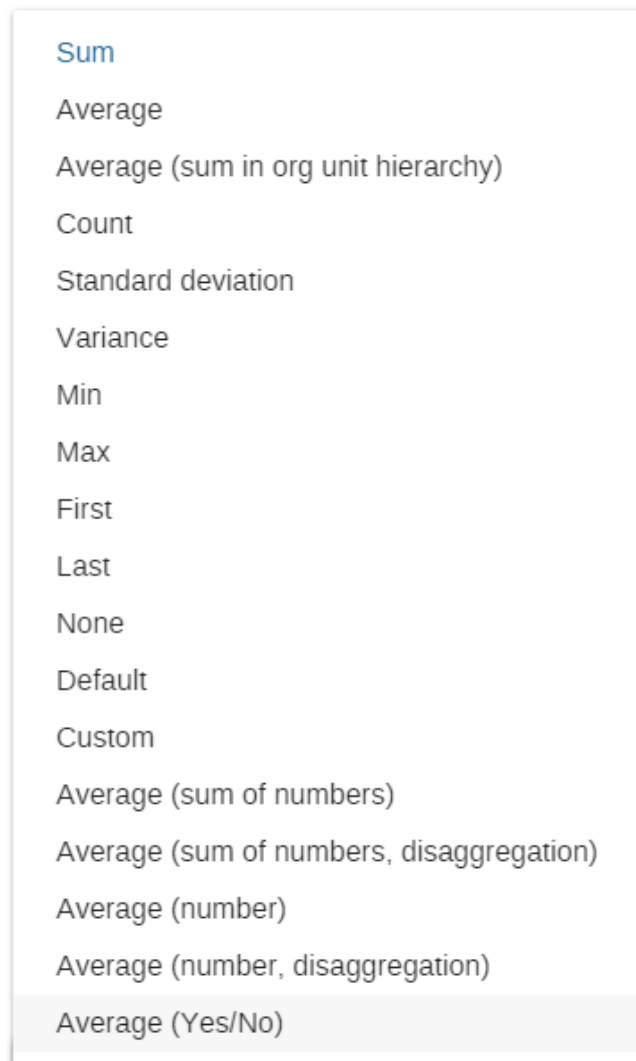 Sum
Average
Average (sum in org unit hierarchy)
Count
Standard deviation
Variance
Min
Max
First
Last
None
Default
Custom
Average (sum of numbers)
Average (sum of numbers, disaggregation)
Average (number)
Average (number, disaggregation)
Average (Yes/No)